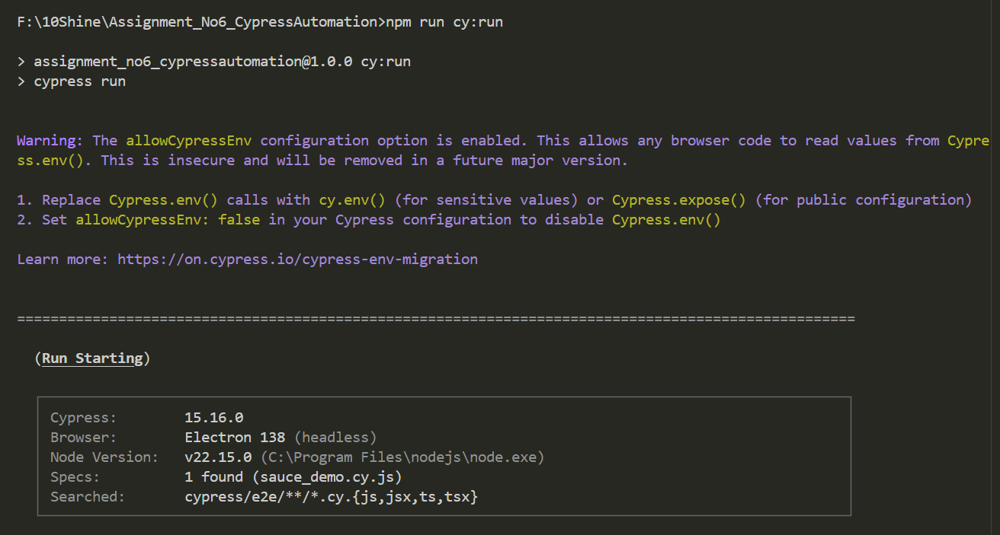 F:\10Shine\Assignment_No6_CypressAutomation>npm run cy:run
> assignment_no6_cypressautomation@1.0.0 cy:run
> cypress run
Warning: The allowCypressEnv configuration option is enabled. This allows any browser code to read values from Cypre
ss.env(). This is insecure and will be removed in a future major version.
1. Replace Cypress.env() calls with cy.env() (for sensitive values) or Cypress.expose() (for public configuration)
2. Set allowCypressEnv: false in your Cypress configuration to disable Cypress.env()
Learn more: https://on.cypress.io/cypress-env-migration
====================================================================================================
(Run Starting)
Cypress: 15.16.0
Browser: Electron 138 (headless)
Node Version: v22.15.0 (C:\Program Files\nodejs\node.exe)
Specs: 1 found (sauce_demo.cy.js)
Searched: cypress/e2e/**/*.cy.{js,jsx,ts,tsx}